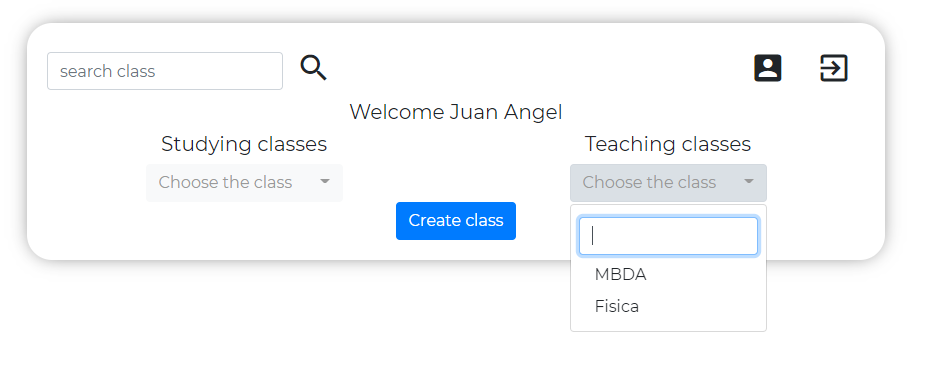 search class
Welcome Juan Angel
Studying classes
Teaching classes
Choose the class
Choose the class
Create class
MBDA
Fisica